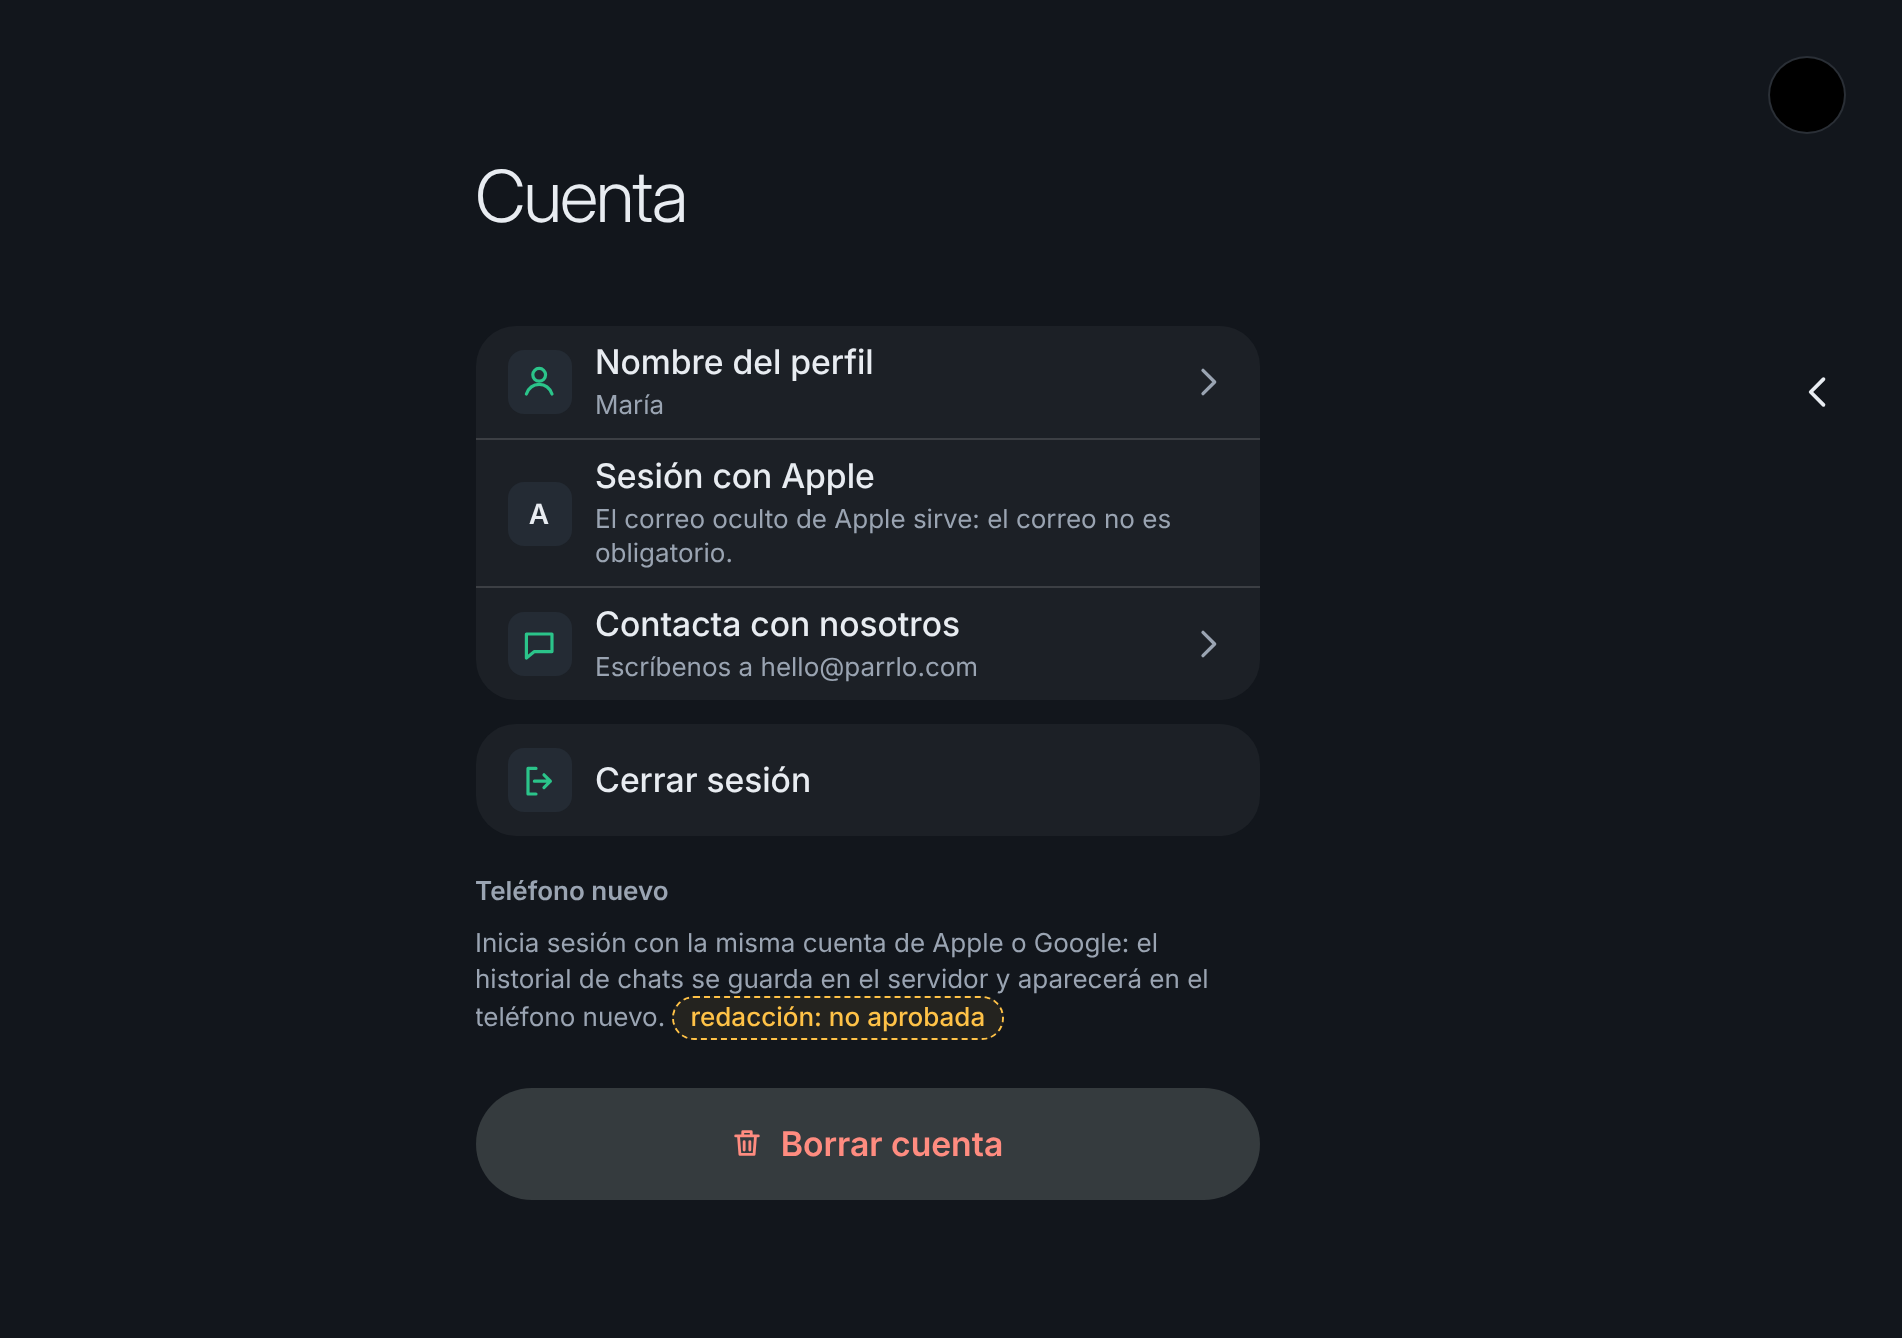 Cuenta
Nombre del perfil
María
A
Sesión con Apple
El correo oculto de Apple sirve: el correo no es
obligatorio.
Contacta con nosotros
Escríbenos a hello@parrlo.com
Cerrar sesión
Teléfono nuevo
Inicia sesión con la misma cuenta de Apple o Google: el
historial de chats se guarda en el servidor y aparecerá en el
teléfono nuevo. redacción: no aprobada
Borrar cuenta